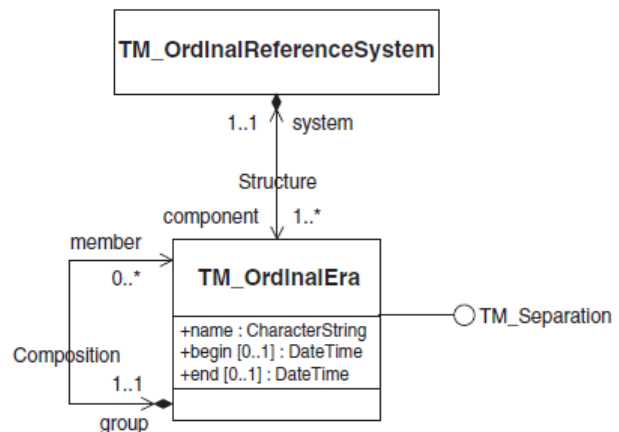 TM_OrdInalReferenceSystem
1..1 system
Structure
component 1..*
member
0..*
TM_OrdInalEra
TM_Separation
+name : CharacterString
+begin [0..1] : DateTime
+end [0..1] : DateTime
Composition
1..1
group